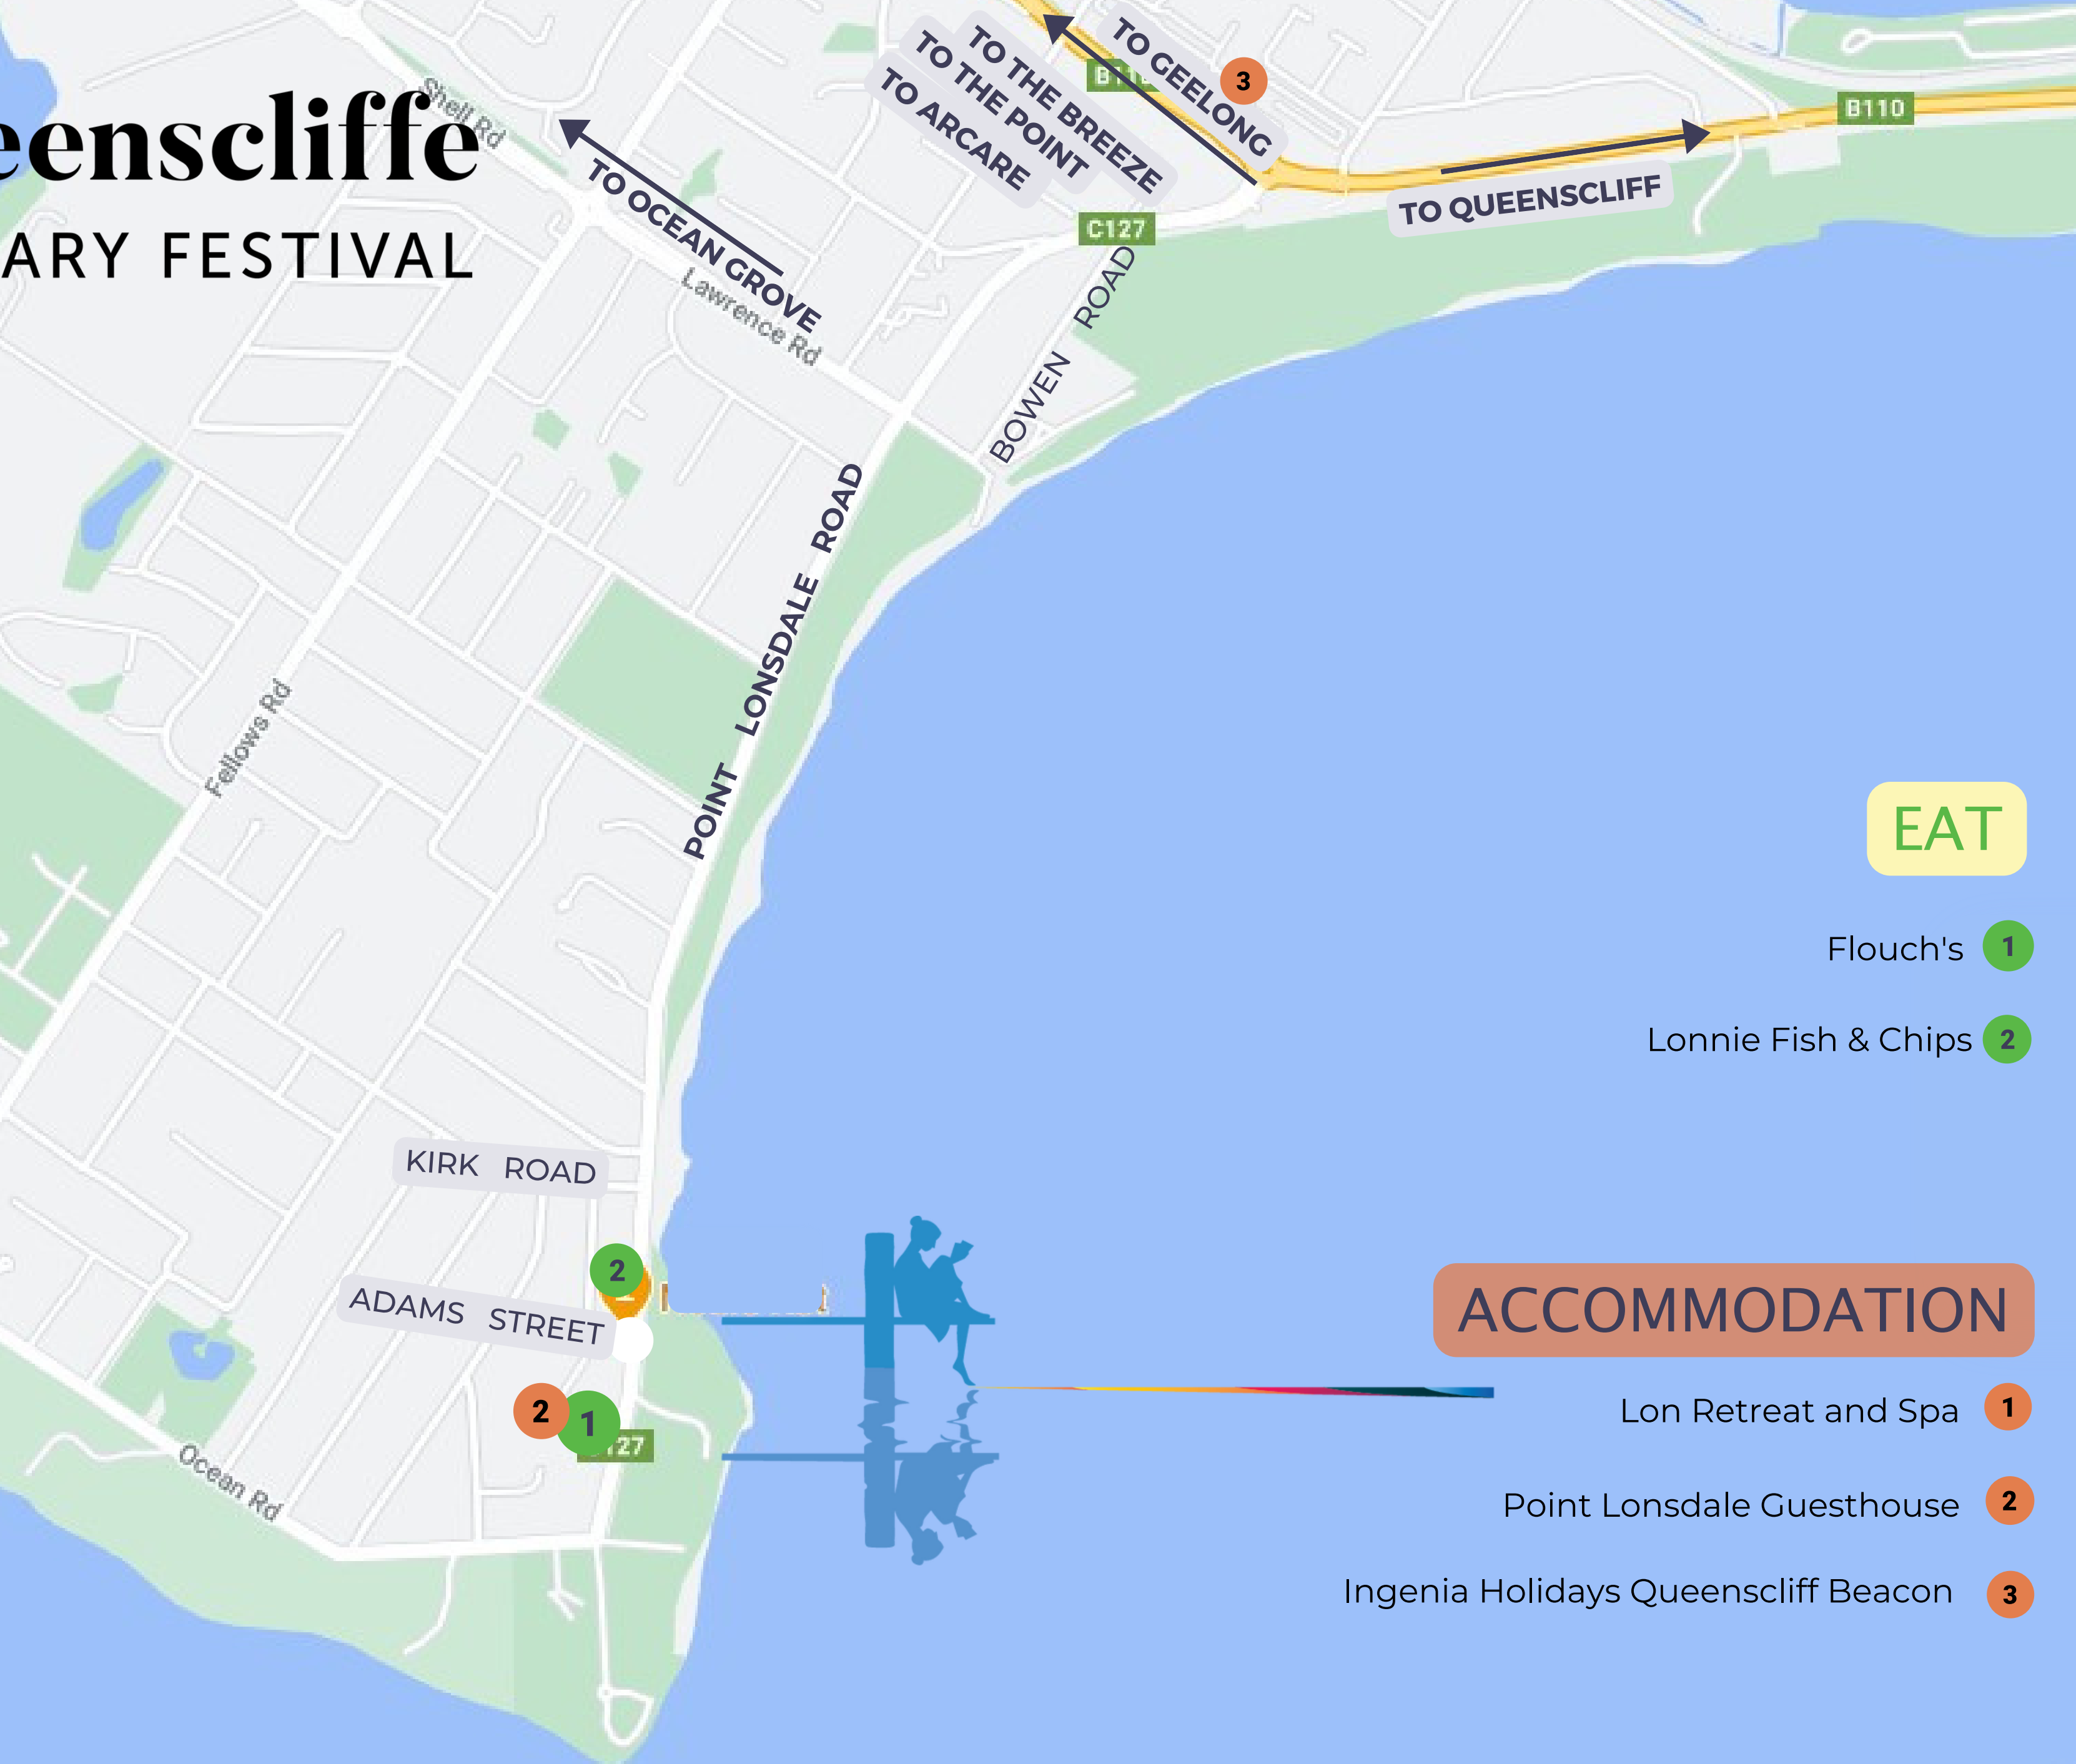 eenscliffe
ARY FESTIVAL
Shell Rd
TO OCEAN GROVE
Lawrence Rd
TO GEELONG
3
TO THE BREEZE
TO THE POINT
TO ARCARE
B110
TO QUEENSCLIFF
C127
BOWEN ROAD
POINT LONSDALE ROAD
Fellows Rd
EAT
Flouch's 1
Lonnie Fish & Chips 2
KIRK ROAD
2
ADAMS STREET
2
1
127
Ocean Rd
ACCOMMODATION
Lon Retreat and Spa 1
Point Lonsdale Guesthouse 2
Ingenia Holidays Queenscliff Beacon 3